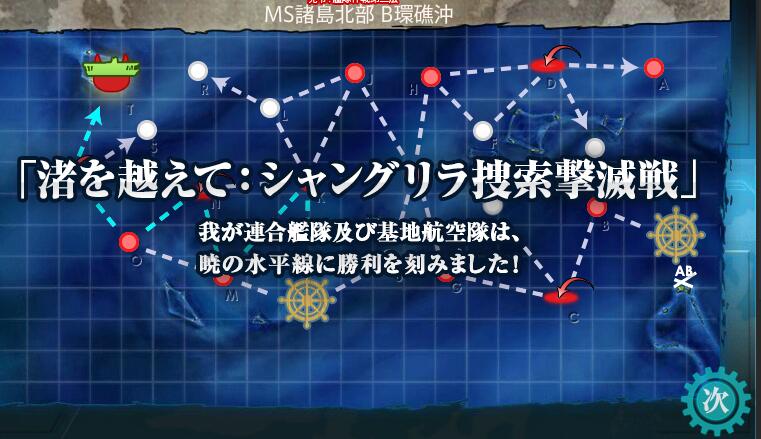 MS諸島北部 B環礁沖
R
J
H
D
A
L
T
S
F
「渚を越えて：シャングリラ捜索撃滅戦」
N
K
我が連合艦隊及び基地航空隊は、
B
O
暁の水平線に勝利を刻みました！
AB
M
G
C
次